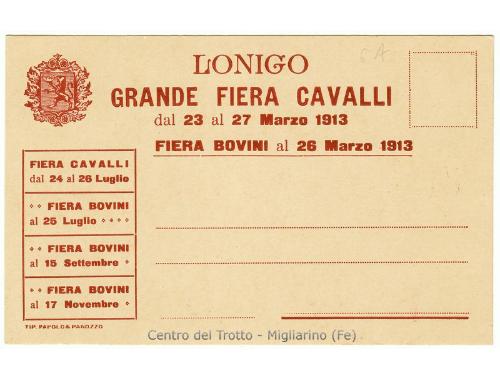 LONIGO
GRANDE FIERA CAVALLI
dal 23 al 27 Marzo 1913
FIERA BOVINI al 26 Marzo 1913
FIERA CAVALLI
dal 24 al 26 Luglio
FIERA BOVINI
al 25 Luglio
FIERA BOVINI
al 15 Settembre
FIERA BOVINI
al 17 Novembre
TIP. PAPOLO & PANOZZO
Centro del Trotto - Migliarino (Fe)